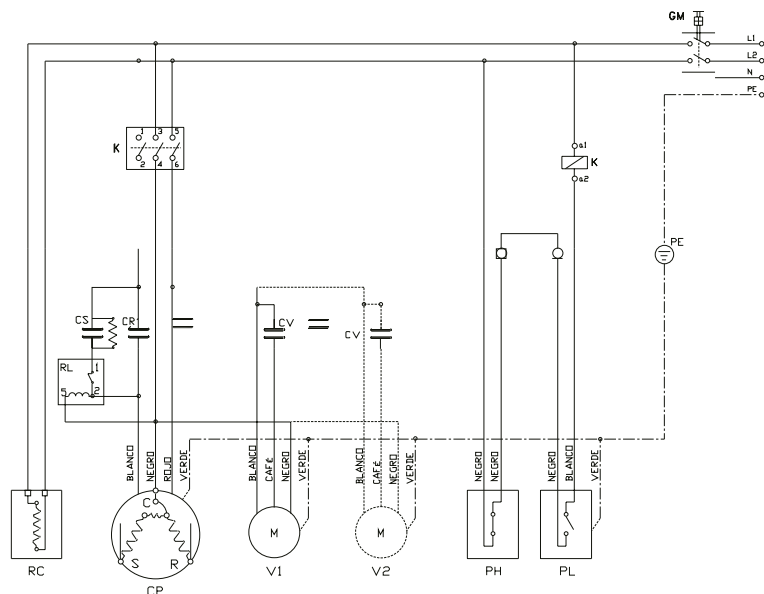 GM
L1
L2
N
PE
1 3 5
K
2 4 6
a1
K
a2
PE
CS
CR
CV
CV
RL
1
5 2
BLANCO
NEGRO
ROJO
VERDE
BLANCO
CAFÉ
NEGRO
VERDE
BLANCO
CAFÉ
NEGRO
VERDE
NEGRO
NEGRO
NEGRO
BLANCO
VERDE
C
S R
M
M
RC
CP
V1
V2
PH
PL